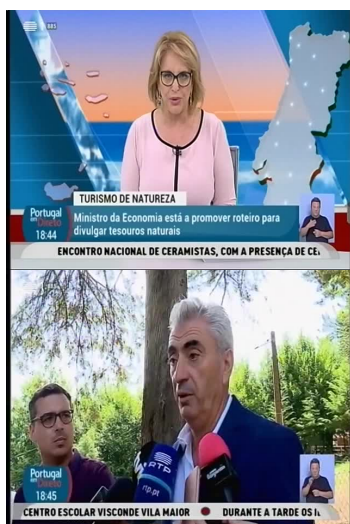 TURISMO DE NATUREZA
Portugal
em Direto
18:44
Ministro da Economia está a promover roteiro para
divulgar tesouros naturais
ENCONTRO NACIONAL DE CERAMISTAS, COM A PRESENÇA DE CE
RTP
rtp.pt
Portugal
em Direto
18:45
CENTRO ESCOLAR VISCONDE VILA MAIOR
DURANTE A TARDE OS I